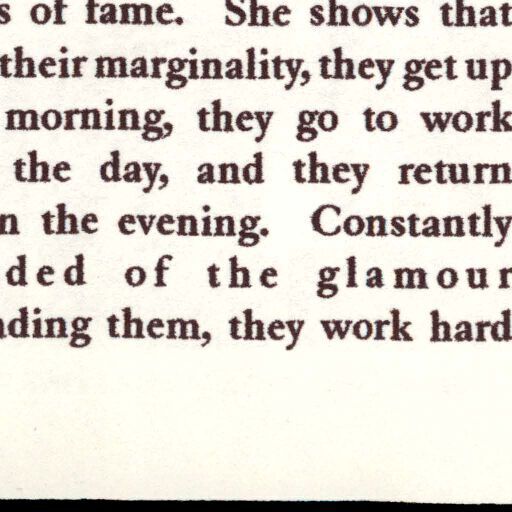 s of fame. She shows that
their marginality, they get up
morning, they go to work
the day, and they return
n the evening. Constantly
ded of the glamour
nding them, they work hard